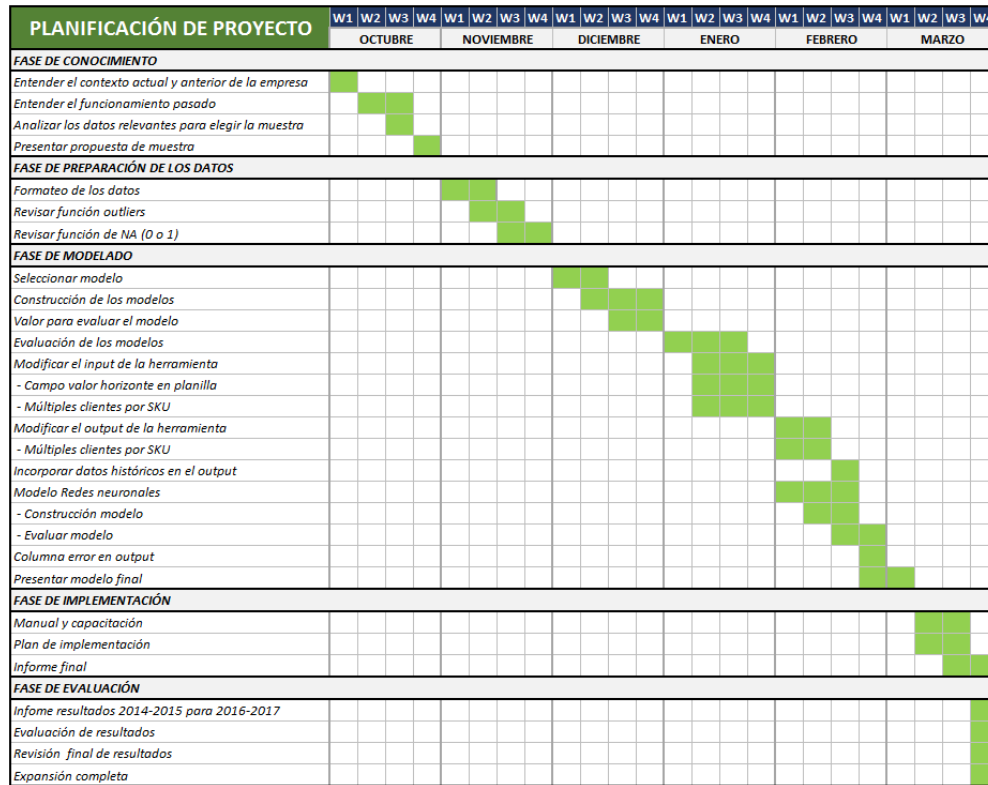 PLANIFICACIÓN DE PROYECTO W1 W2 W3 W4 W1 W2 W3 W4 W1 W2 W3 W4 W1 W2 W3 W4 W1 W2 W3 W4 W1 W2 W3 W4
OCTUBRE NOVIEMBRE DICIEMBRE ENERO FEBRERO MARZO
FASE DE CONOCIMIENTO
Entender el contexto actual y anterior de la empresa
Entender el funcionamiento pasado
Analizar los datos relevantes para elegir la muestra
Presentar propuesta de muestra
FASE DE PREPARACIÓN DE LOS DATOS
Formateo de los datos
Revisar función outliers
Revisar función de NA (0 o 1)
FASE DE MODELADO
Seleccionar modelo
Construcción de los modelos
Valor para evaluar el modelo
Evaluación de los modelos
Modificar el input de la herramienta
- Campo valor horizonte en planilla
- Múltiples clientes por SKU
Modificar el output de la herramienta
- Múltiples clientes por SKU
Incorporar datos históricos en el output
Modelo Redes neuronales
- Construcción modelo
- Evaluar modelo
Columna error en output
Presentar modelo final
FASE DE IMPLEMENTACIÓN
Manual y capacitación
Plan de implementación
Informe final
FASE DE EVALUACIÓN
Infome resultados 2014-2015 para 2016-2017
Evaluación de resultados
Revisión final de resultados
Expansión completa